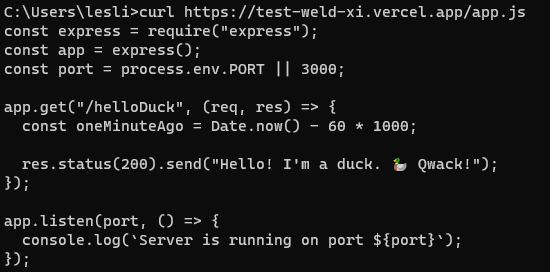 C:\Users\lesli>curl https://test-weld-xi.vercel.app/app.js
const express = require("express");
const app = express();
const port = process.env.PORT || 3000;

app.get("/helloDuck", (req, res) => {
  const oneMinuteAgo = Date.now() - 60 * 1000;

  res.status(200).send("Hello! I'm a duck. 🦆 Qwack!");
});

app.listen(port, () => {
  console.log(`Server is running on port ${port}`);
});